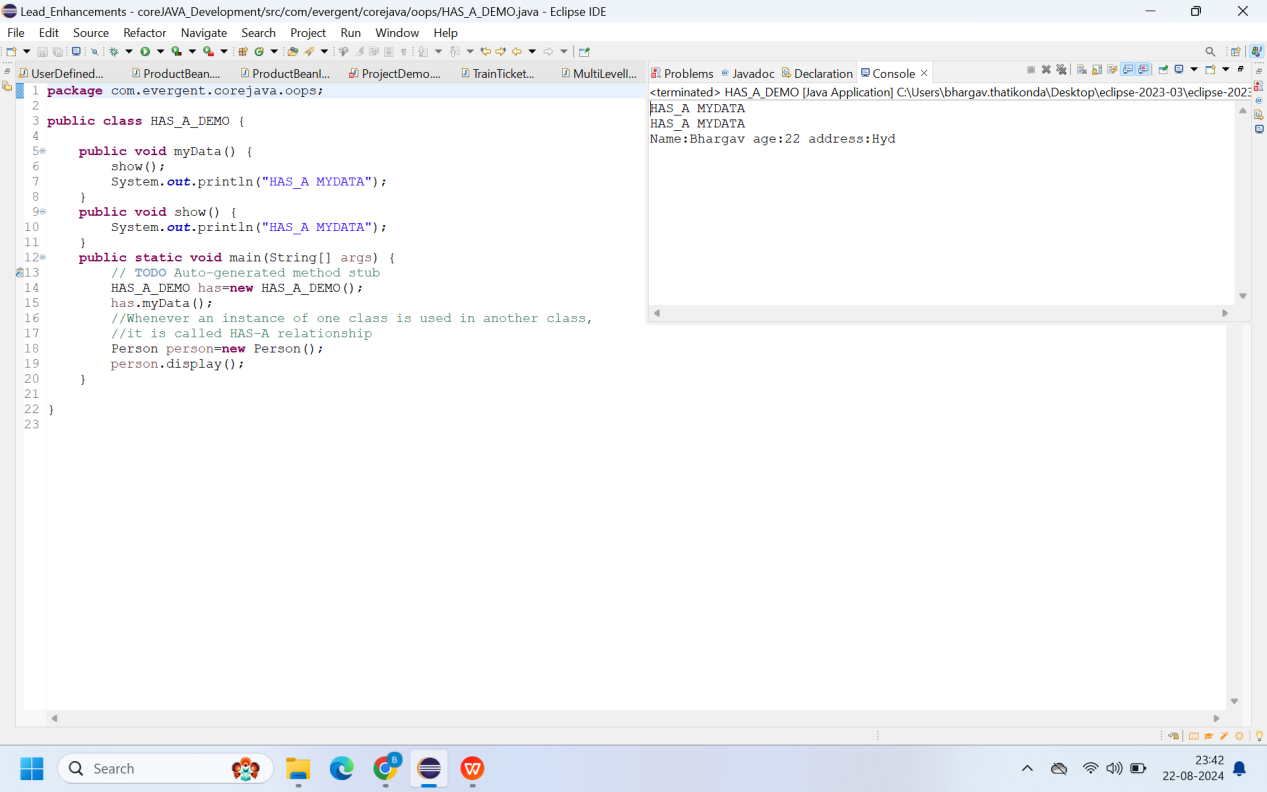 Lead_Enhancements - coreJAVA_Development/src/com/evergent/corejava/oops/HAS_A_DEMO.java - Eclipse IDE
File Edit Source Refactor Navigate Search Project Run Window Help
UserDefined... ProductBean.... ProductBeanI... ProjectDemo.... TrainTicket... MultiLevelI...
1 package com.evergent.corejava.oops;
2
3 public class HAS_A_DEMO {
4
5 public void myData() {
6 show();
7 System.out.println("HAS_A MYDATA");
8 }
9 public void show() {
10 System.out.println("HAS_A MYDATA");
11 }
12 public static void main(String[] args) {
13 // TODO Auto-generated method stub
14 HAS_A_DEMO has=new HAS_A_DEMO();
15 has.myData();
16 //Whenever an instance of one class is used in another class,
17 //it is called HAS-A relationship
18 Person person=new Person();
19 person.display();
20 }
21
22 }
23
Problems Javadoc Declaration Console
<terminated> HAS_A_DEMO [Java Application] C:\Users\bhargav.thatikonda\Desktop\eclipse-2023-03\eclipse-2023
HAS_A MYDATA
HAS_A MYDATA
Name:Bhargav age:22 address:Hyd
Search
B
23:42
22-08-2024